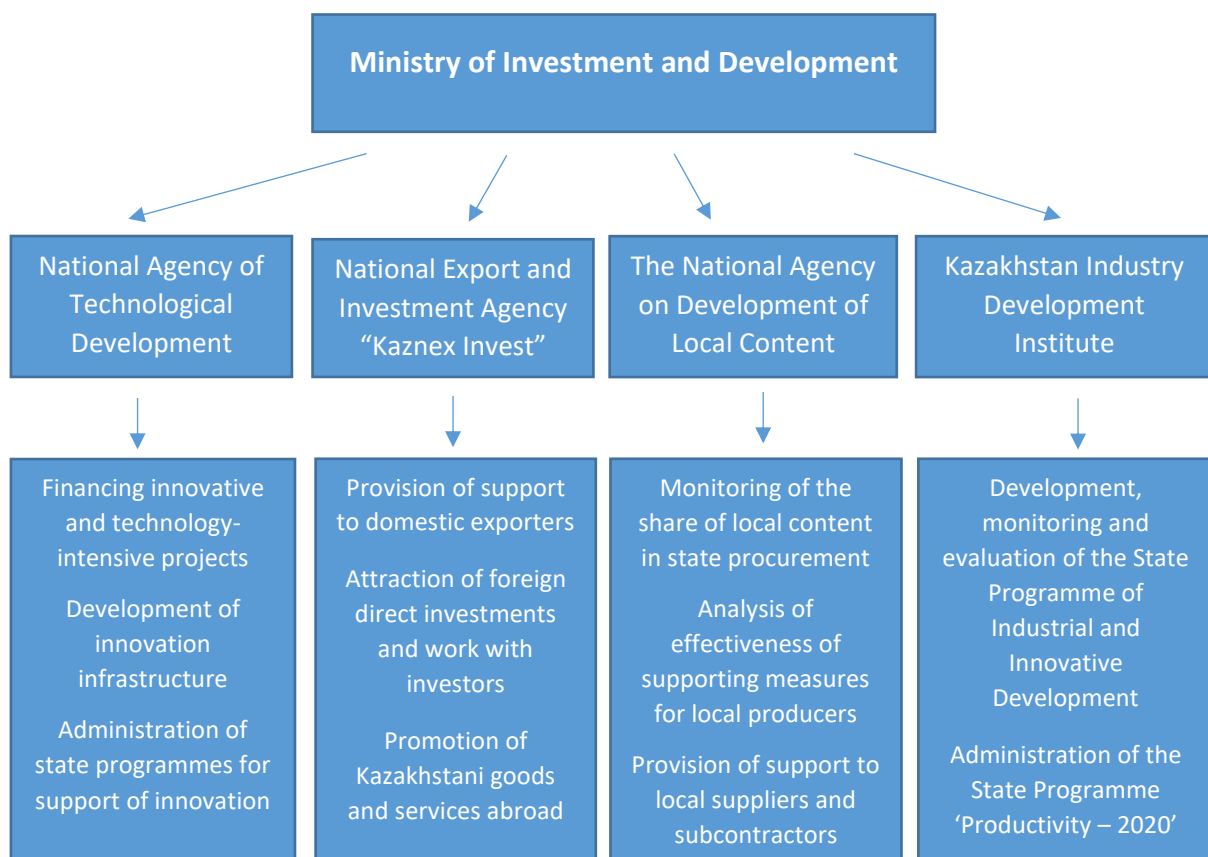 Ministry of Investment and Development
National Agency of
Technological
Development
National Export and
Investment Agency
“Kaznex Invest”
The National Agency
on Development of
Local Content
Kazakhstan Industry
Development
Institute
Financing innovative
and technology-
intensive projects
Development of
innovation
infrastructure
Administration of
state programmes for
support of innovation
Provision of support
to domestic exporters
Attraction of foreign
direct investments
and work with
investors
Promotion of
Kazakhstani goods
and services abroad
Monitoring of the
share of local content
in state procurement
Analysis of
effectiveness of
supporting measures
for local producers
Provision of support to
local suppliers and
subcontractors
Development,
monitoring and
evaluation of the State
Programme of
Industrial and
Innovative
Development
Administration of the
State Programme
‘Productivity – 2020’